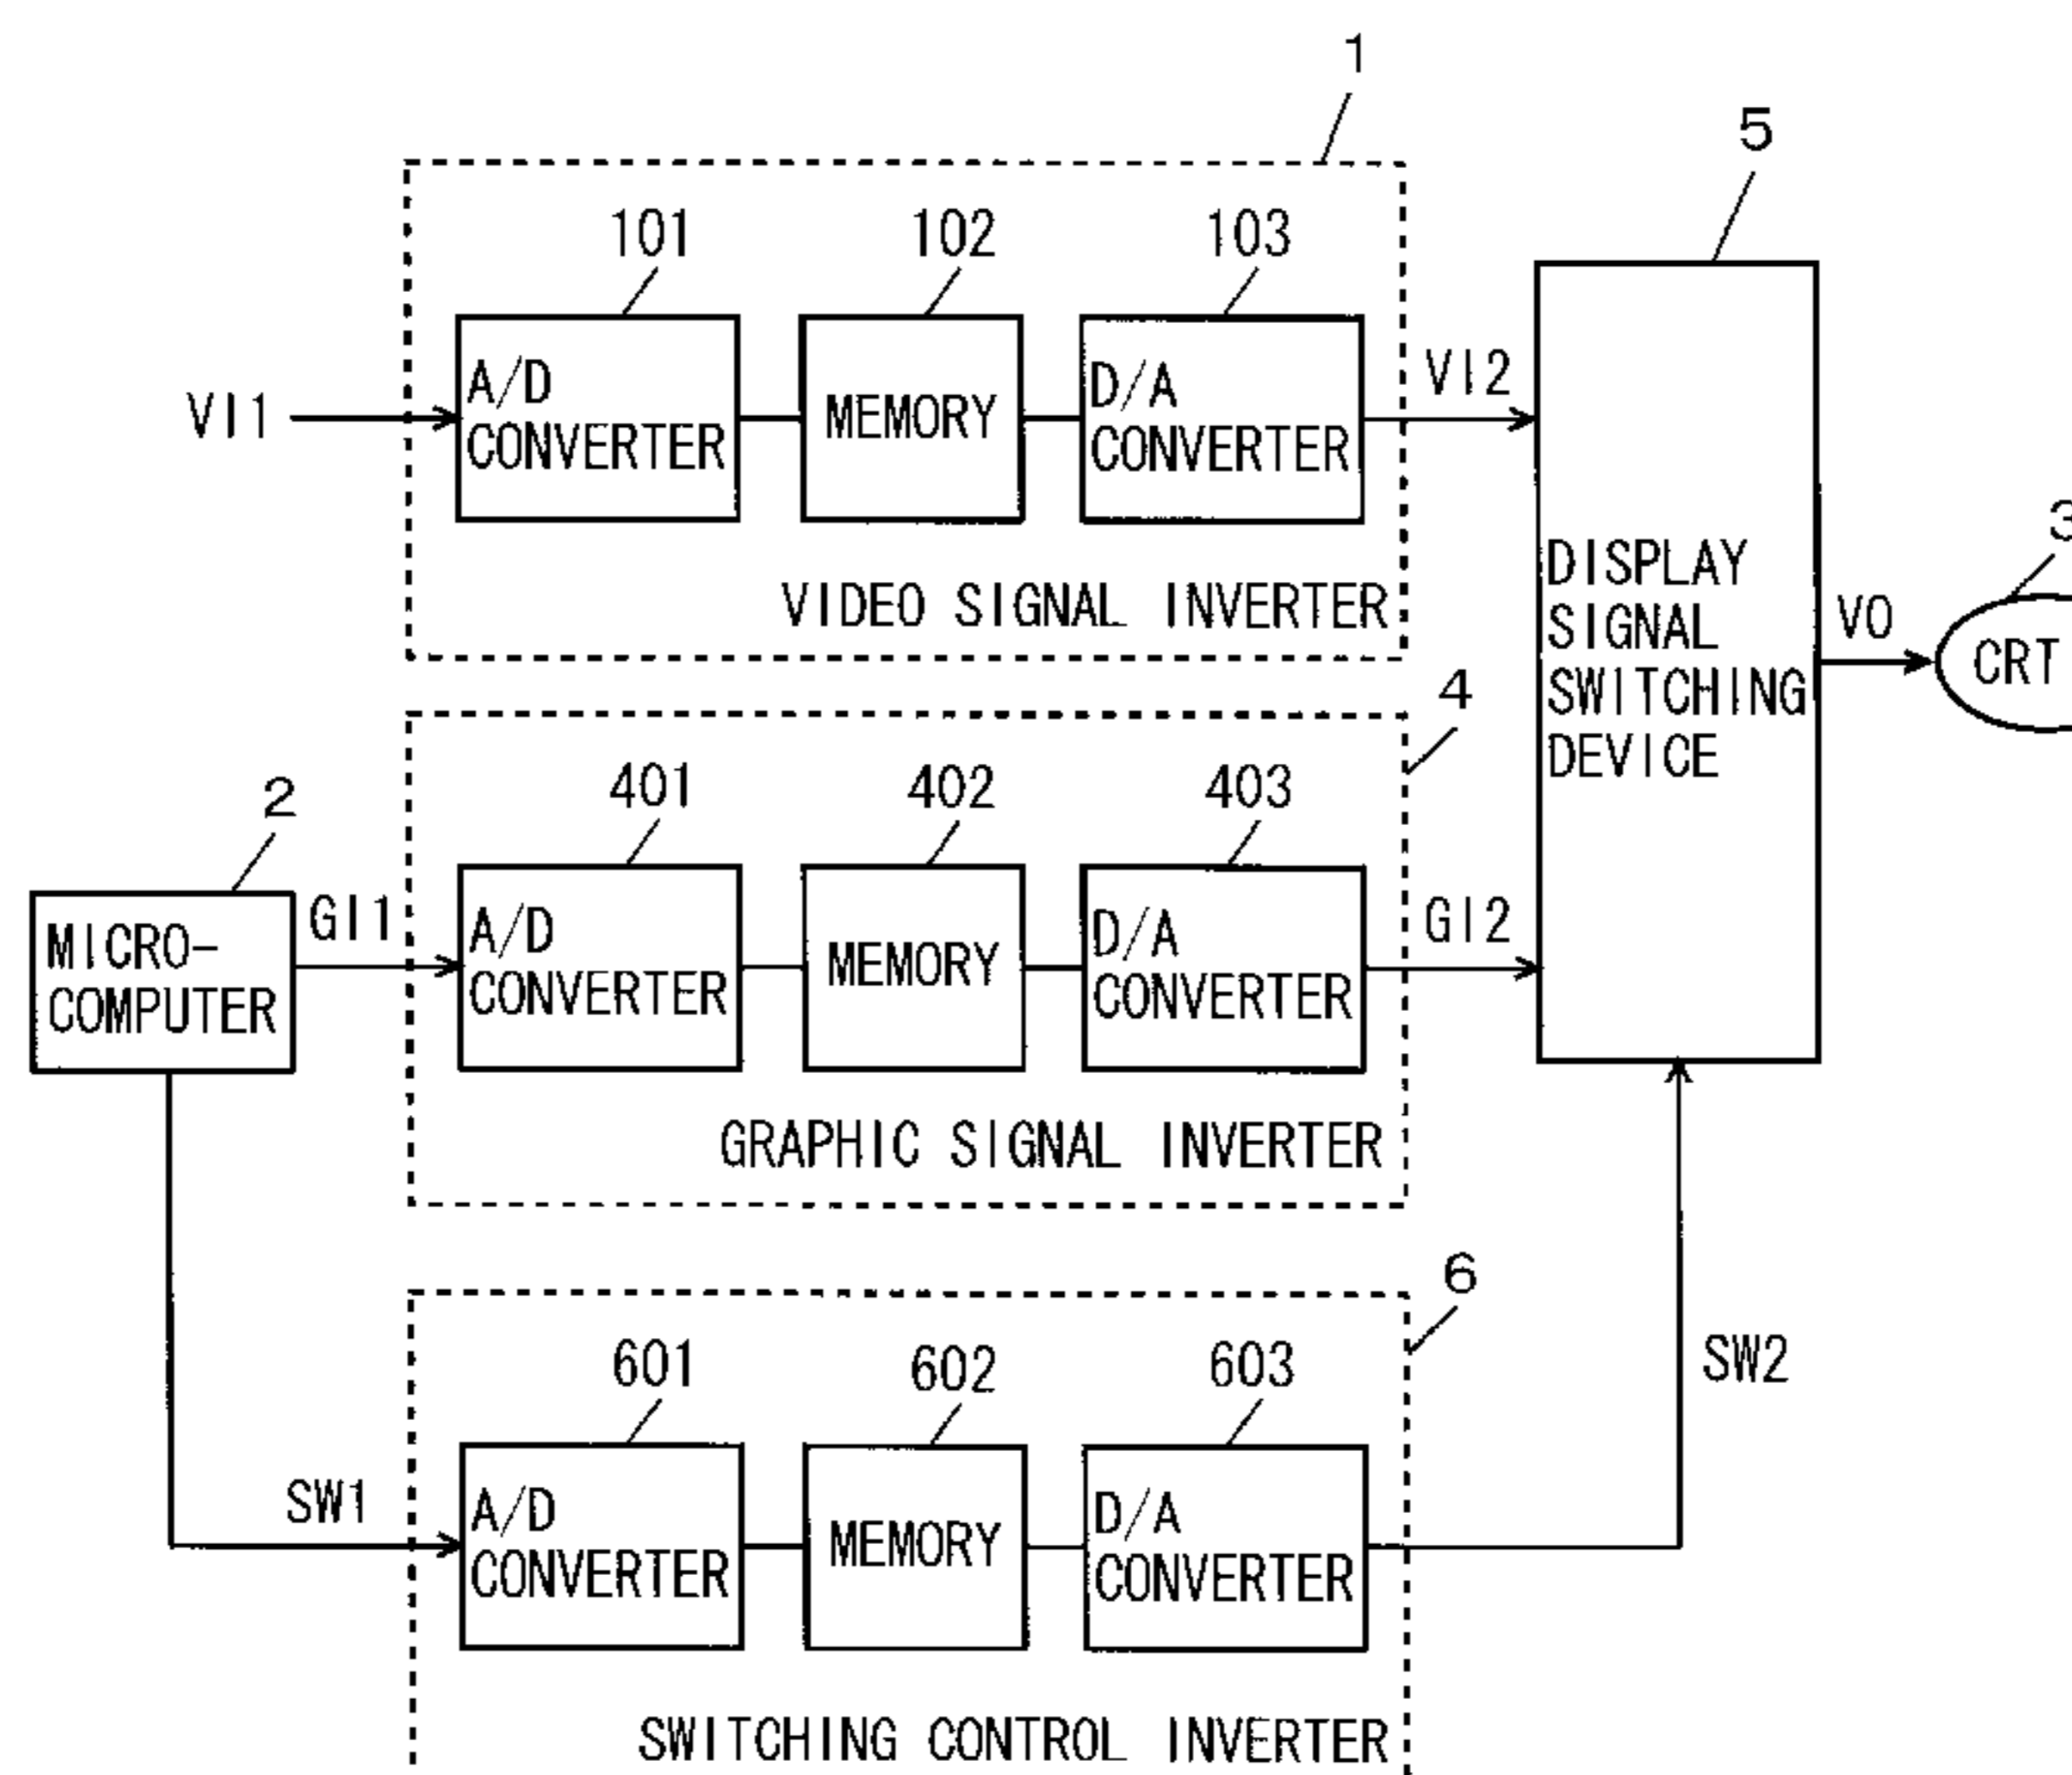 1
5
101
102
103
A/D
CONVERTER
MEMORY
D/A
CONVERTER
VI1
VI2
VIDEO SIGNAL INVERTER
DISPLAY
SIGNAL
SWITCHING
DEVICE
VO
3
CRT
4
2
401
402
403
MICRO-
COMPUTER
GI1
A/D
CONVERTER
MEMORY
D/A
CONVERTER
GI2
GRAPHIC SIGNAL INVERTER
6
601
602
603
SW1
A/D
CONVERTER
MEMORY
D/A
CONVERTER
SW2
SWITCHING CONTROL INVERTER